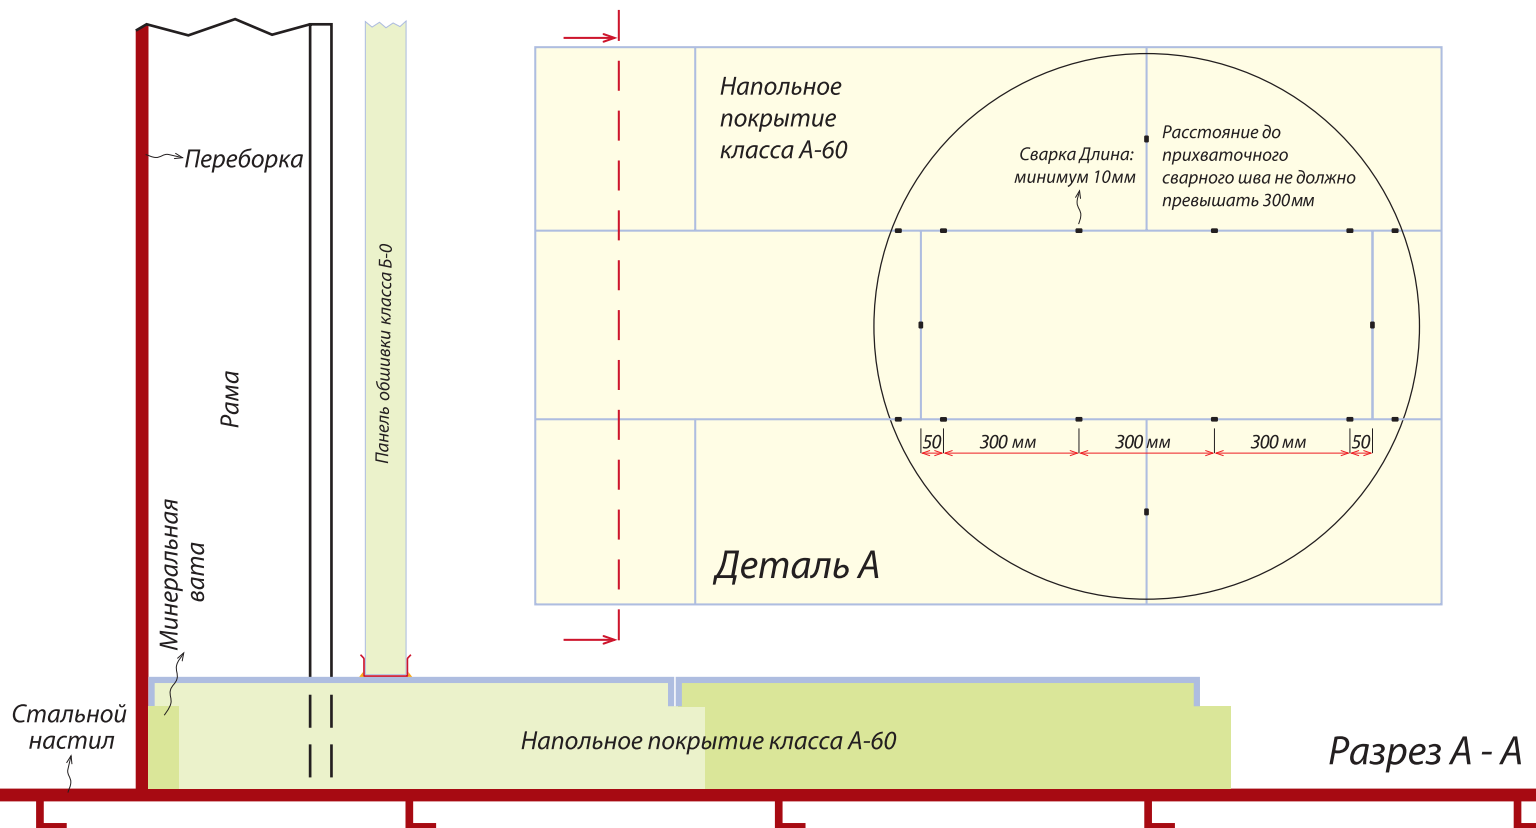 Напольное
покрытие
класса А-60
Расстояние до
прихваточного
сварного шва не должно
превышать 300мм
Сварка Длина:
минимум 10мм
Переборка
Панель обшивки класса Б-0
Рама
50
300 мм
300 мм
300 мм
50
Деталь А
Минеральная
вата
Стальной
настил
Напольное покрытие класса А-60
Разрез А - А